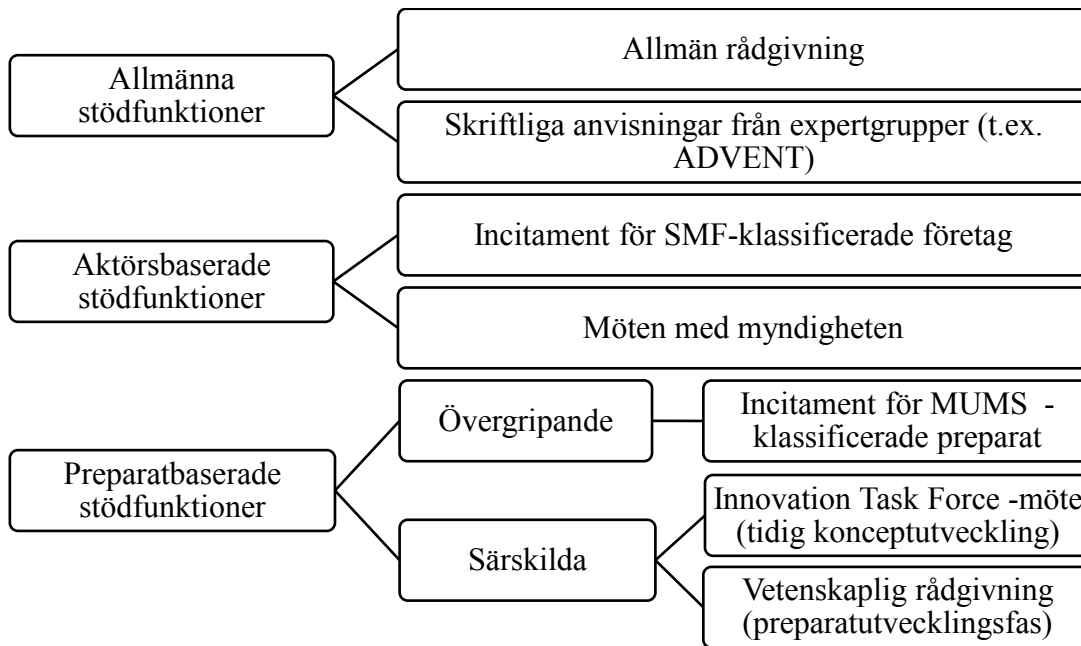 Allmänna
stödfunktioner
Allmän rådgivning
Skriftliga anvisningar från expertgrupper (t.ex.
ADVENT)
Aktörsbaserade
stödfunktioner
Incitament för SMF-klassificerade företag
Möten med myndigheten
Preparatbaserade
stödfunktioner
Övergripande
Incitament för MUMS -
klassificerade preparat
Särskilda
Innovation Task Force -möte
(tidig konceptutveckling)
Vetenskaplig rådgivning
(preparatutvecklingsfas)